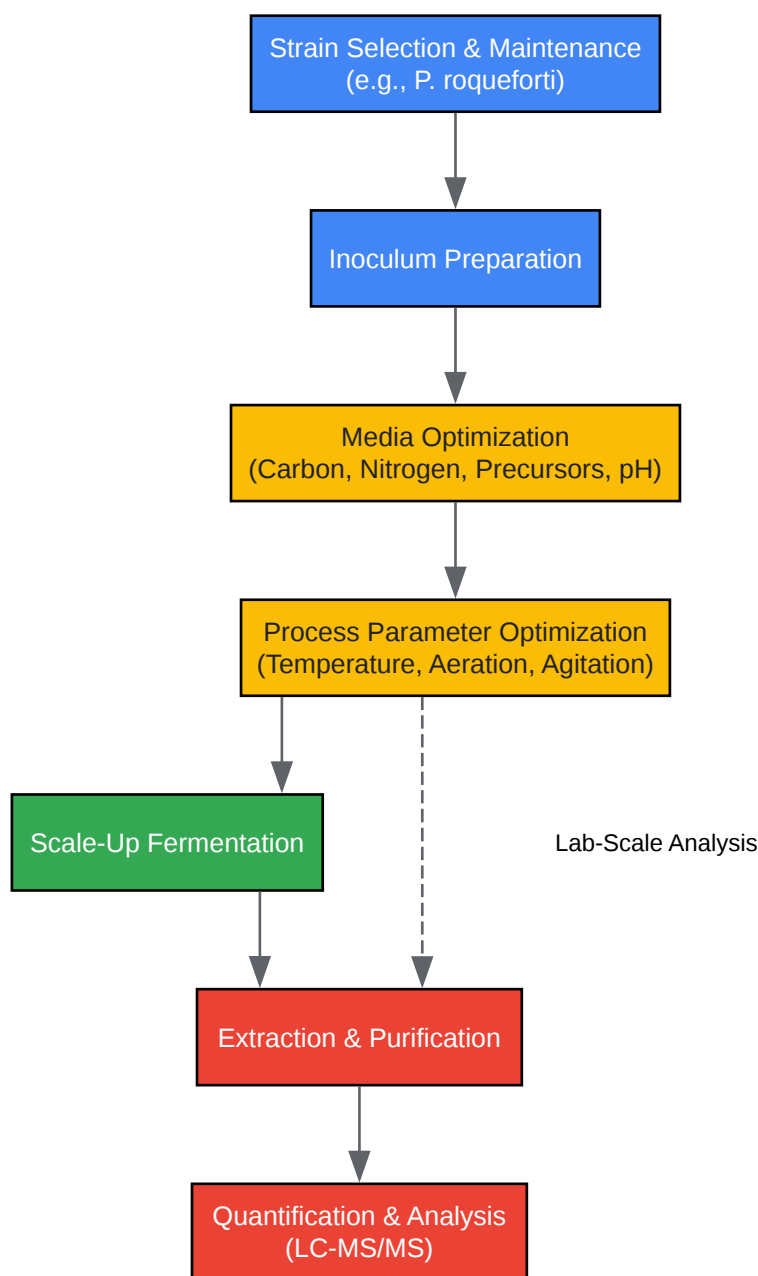 Strain Selection & Maintenance
(e.g., P. roqueforti)
Inoculum Preparation
Media Optimization
(Carbon, Nitrogen, Precursors, pH)
Process Parameter Optimization
(Temperature, Aeration, Agitation)
Scale-Up Fermentation
Lab-Scale Analysis
Extraction & Purification
Quantification & Analysis
(LC-MS/MS)